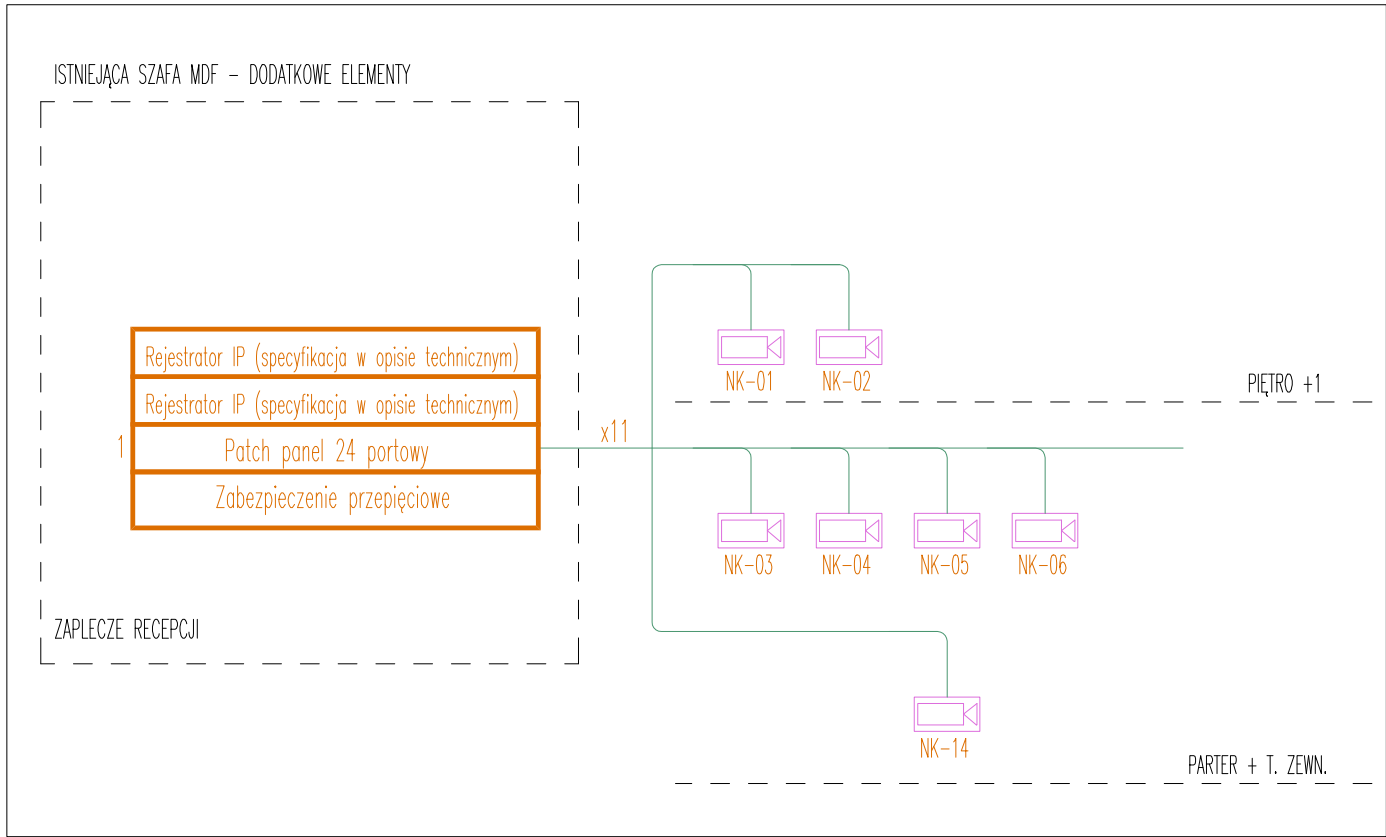 ISTNIEJĄCA SZAFA MDF - DODATKOWE ELEMENTY
Rejestrator IP (specyfikacja w opisie technicznym)
Rejestrator IP (specyfikacja w opisie technicznym)
1 Patch panel 24 portowy
x11
Zabezpieczenie przepięciowe
ZAPLECZE RECEPCJI
NK-01 NK-02
PIĘTRO +1
NK-03 NK-04 NK-05 NK-06
NK-14
PARTER + T. ZEWN.